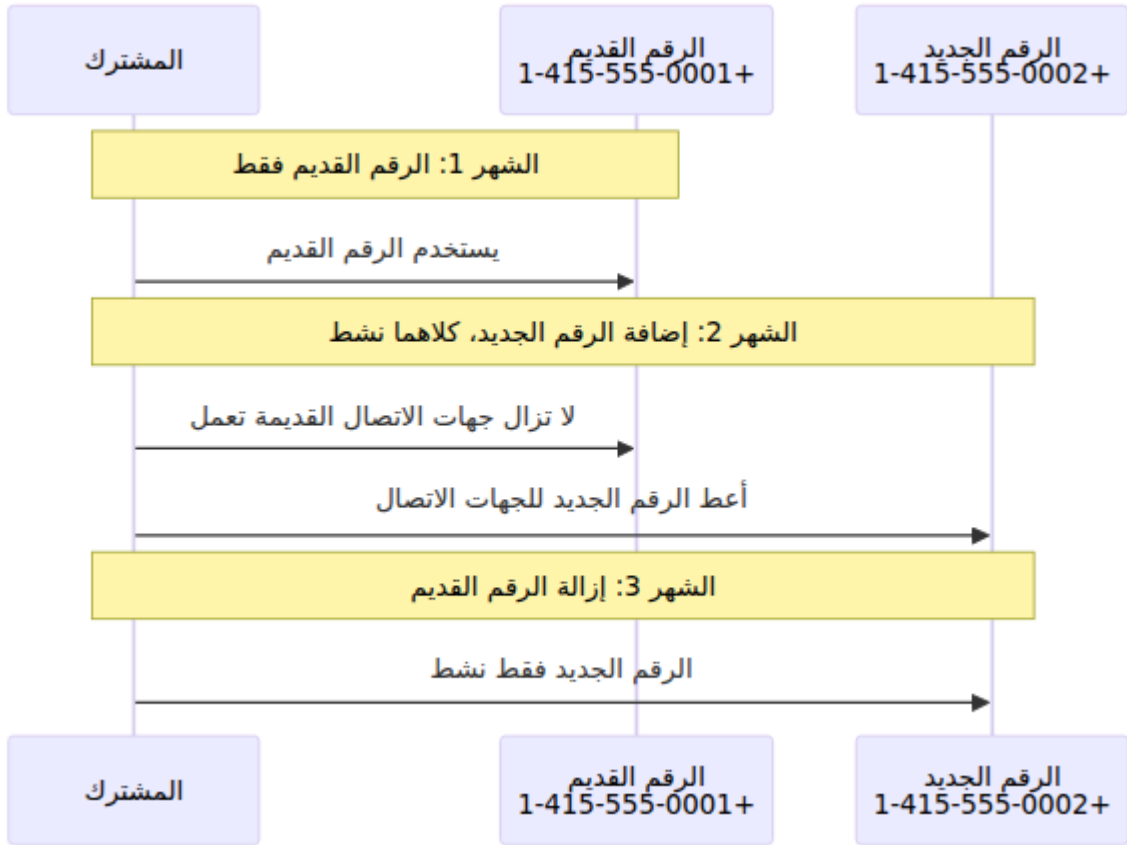 المشترك
الرقم القديم
1-415-555-0001+
الرقم الجديد
1-415-555-0002+
الشهر 1: الرقم القديم فقط
يستخدم الرقم القديم
الشهر 2: إضافة الرقم الجديد، كلاهما نشط
لا تزال جهات الاتصال القديمة تعمل
أعط الرقم الجديد للجهات الاتصال
الشهر 3: إزالة الرقم القديم
الرقم الجديد فقط نشط
المشترك
الرقم القديم
1-415-555-0001+
الرقم الجديد
1-415-555-0002+